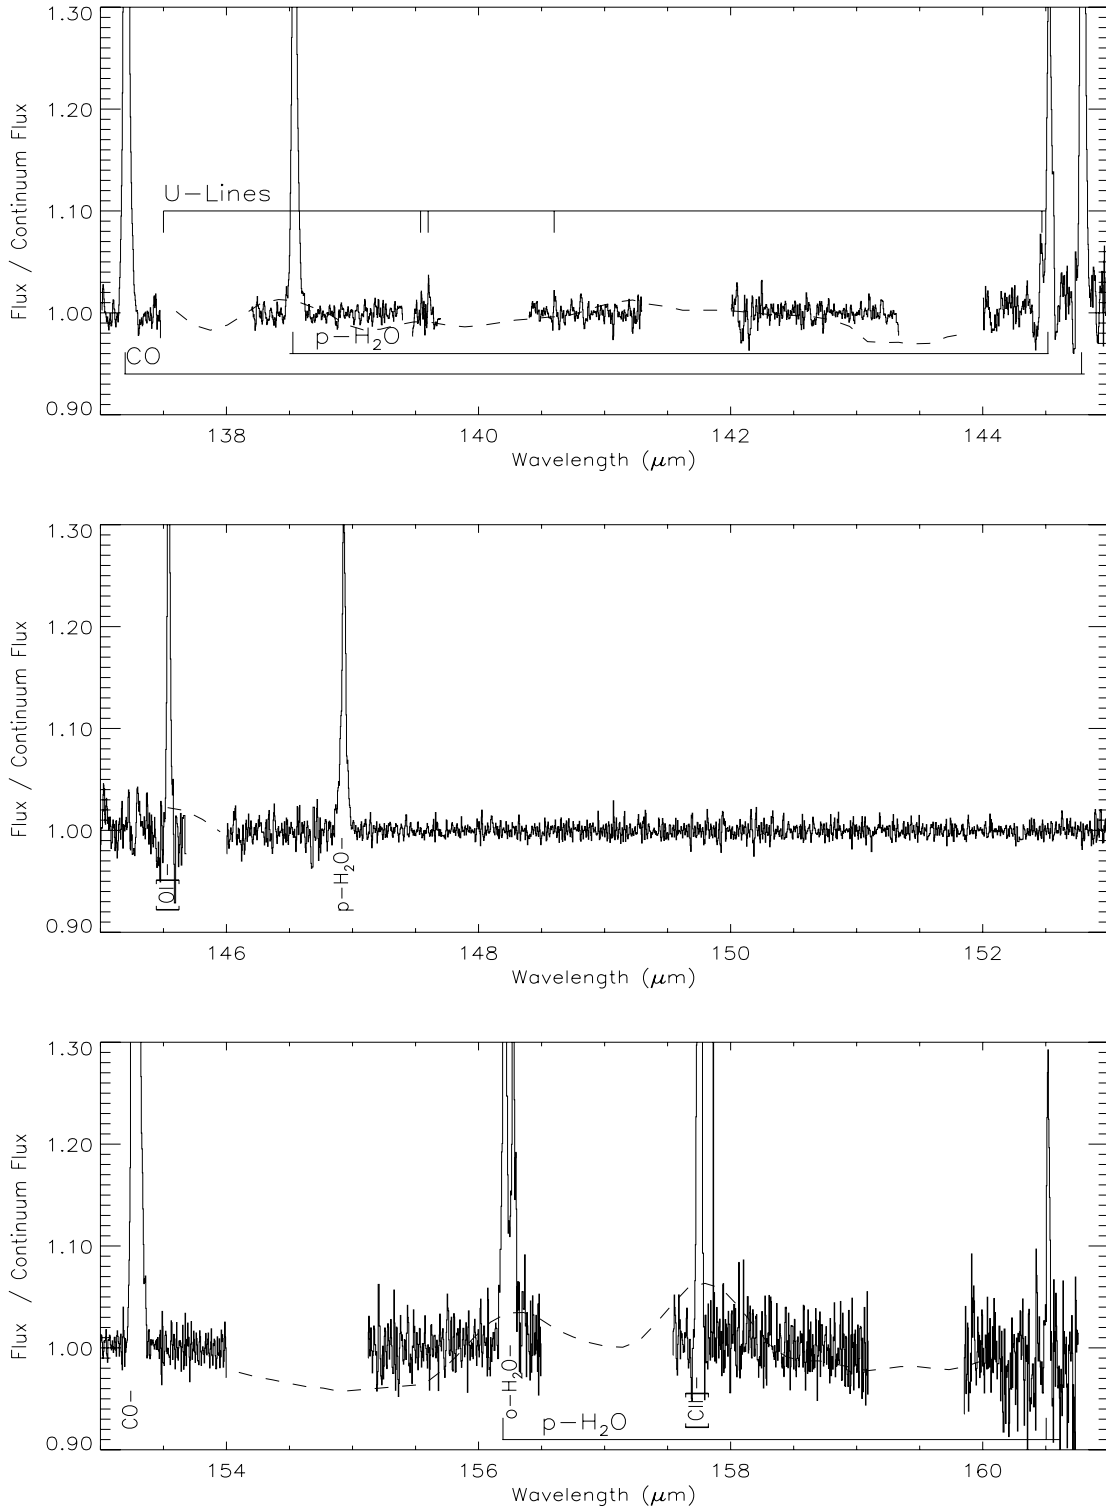 1.30
1.20
1.10
1.00
0.90
Flux / Continuum Flux
U-Lines
p-H₂O
CO
138
140
142
144
Wavelength (μm)
1.30
1.20
1.10
1.00
0.90
Flux / Continuum Flux
[OI]-
p-H₂O-
146
148
150
152
Wavelength (μm)
1.30
1.20
1.10
1.00
0.90
Flux / Continuum Flux
CO-
o-H₂O-
[CII]-
p-H₂O
154
156
158
160
Wavelength (μm)